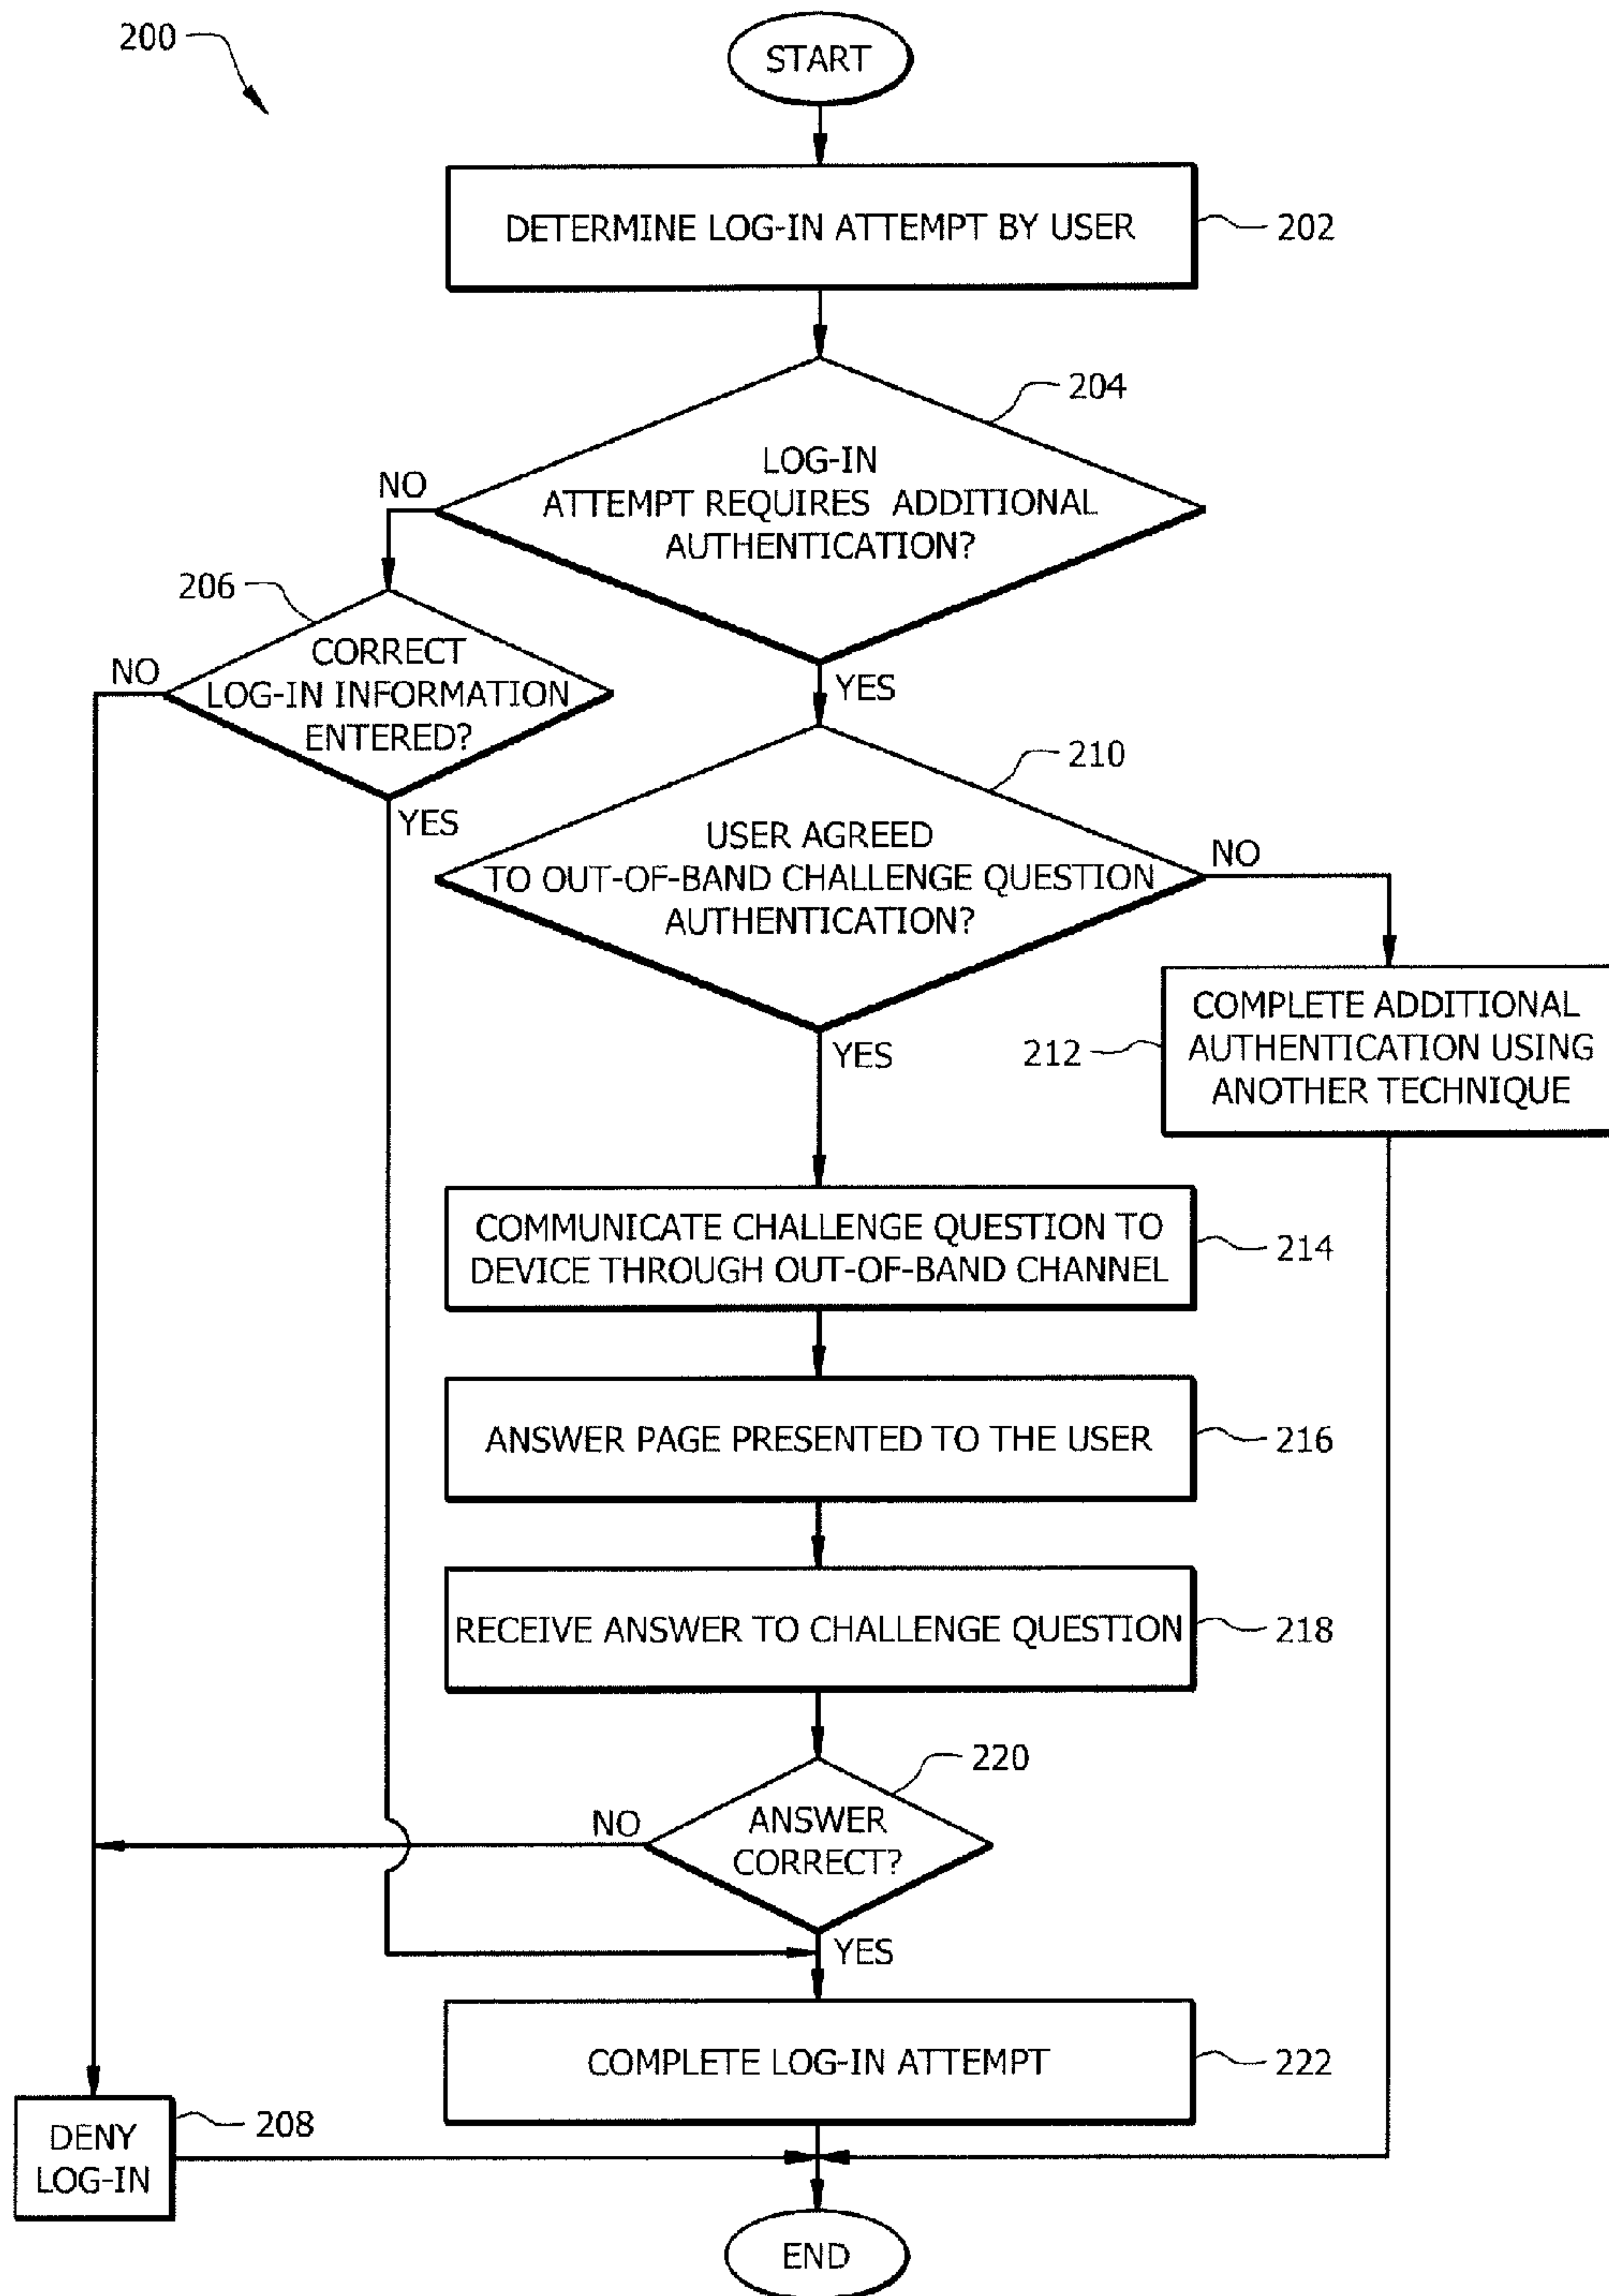 200
START
DETERMINE LOG-IN ATTEMPT BY USER
202
204
LOG-IN
ATTEMPT REQUIRES ADDITIONAL
AUTHENTICATION?
NO
YES
206
CORRECT
LOG-IN INFORMATION
ENTERED?
NO
YES
210
USER AGREED
TO OUT-OF-BAND CHALLENGE QUESTION
AUTHENTICATION?
NO
YES
COMPLETE ADDITIONAL
AUTHENTICATION USING
ANOTHER TECHNIQUE
212
COMMUNICATE CHALLENGE QUESTION TO
DEVICE THROUGH OUT-OF-BAND CHANNEL
214
ANSWER PAGE PRESENTED TO THE USER
216
RECEIVE ANSWER TO CHALLENGE QUESTION
218
220
ANSWER
CORRECT?
NO
YES
COMPLETE LOG-IN ATTEMPT
222
DENY
LOG-IN
208
END